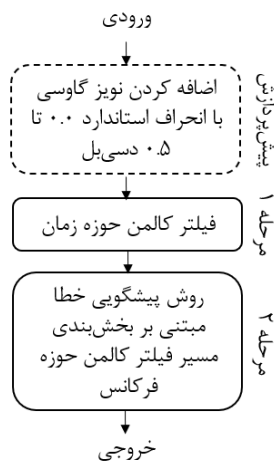 ورودی
اضافه کردن نویز گاوسی
با انحراف استاندارد ۰.۰ تا
۰.۵ دسی‌بل
پیش‌پردازش
فیلتر کالمن حوزه زمان
مرحله ۱
روش پیشگویی خطا
مبتنی بر بخش‌بندی
مسیر فیلتر کالمن حوزه
فرکانس
مرحله ۲
خروجی